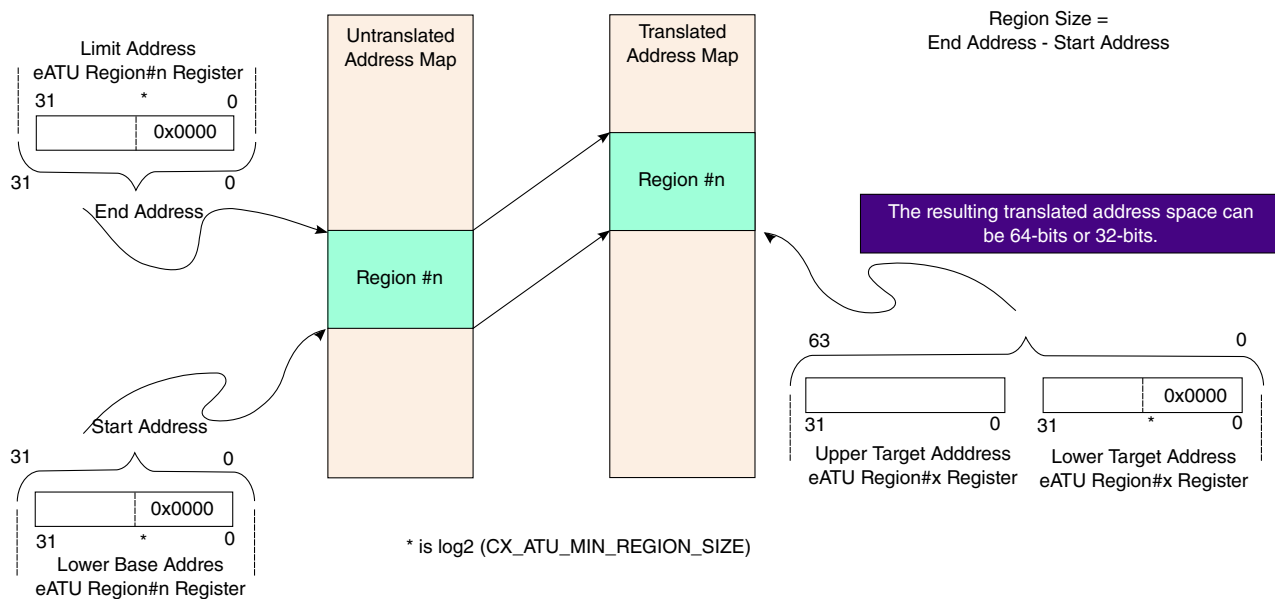 Limit Address
eATU Region#n Register
31 * 0
0x0000
31 0
End Address
Start Address
31 0
0x0000
31 * 0
Lower Base Addres
eATU Region#n Register
Untranslated
Address Map
Region #n
Translated
Address Map
Region #n
* is log2 (CX_ATU_MIN_REGION_SIZE)
Region Size =
End Address - Start Address
The resulting translated address space can
be 64-bits or 32-bits.
63 0
0x0000
31 0 31 * 0
Upper Target Adddress
eATU Region#x Register
Lower Target Address
eATU Region#x Register